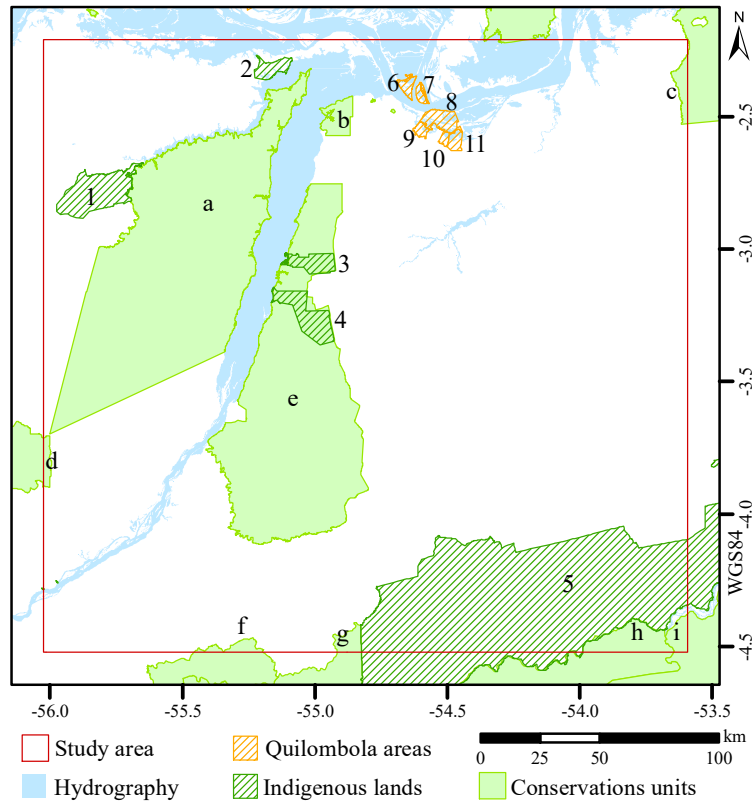 N
2
6
7
8
c
b
9
10
11
-2.5
1
a
3
-3.0
4
e
-3.5
d
-4.0
WGS84
5
f
g
h
i
-4.5
-56.0
-55.5
-55.0
-54.5
-54.0
-53.5
Study area
Quilombola areas
km
0
25
50
100
Hydrography
Indigenous lands
Conservations units